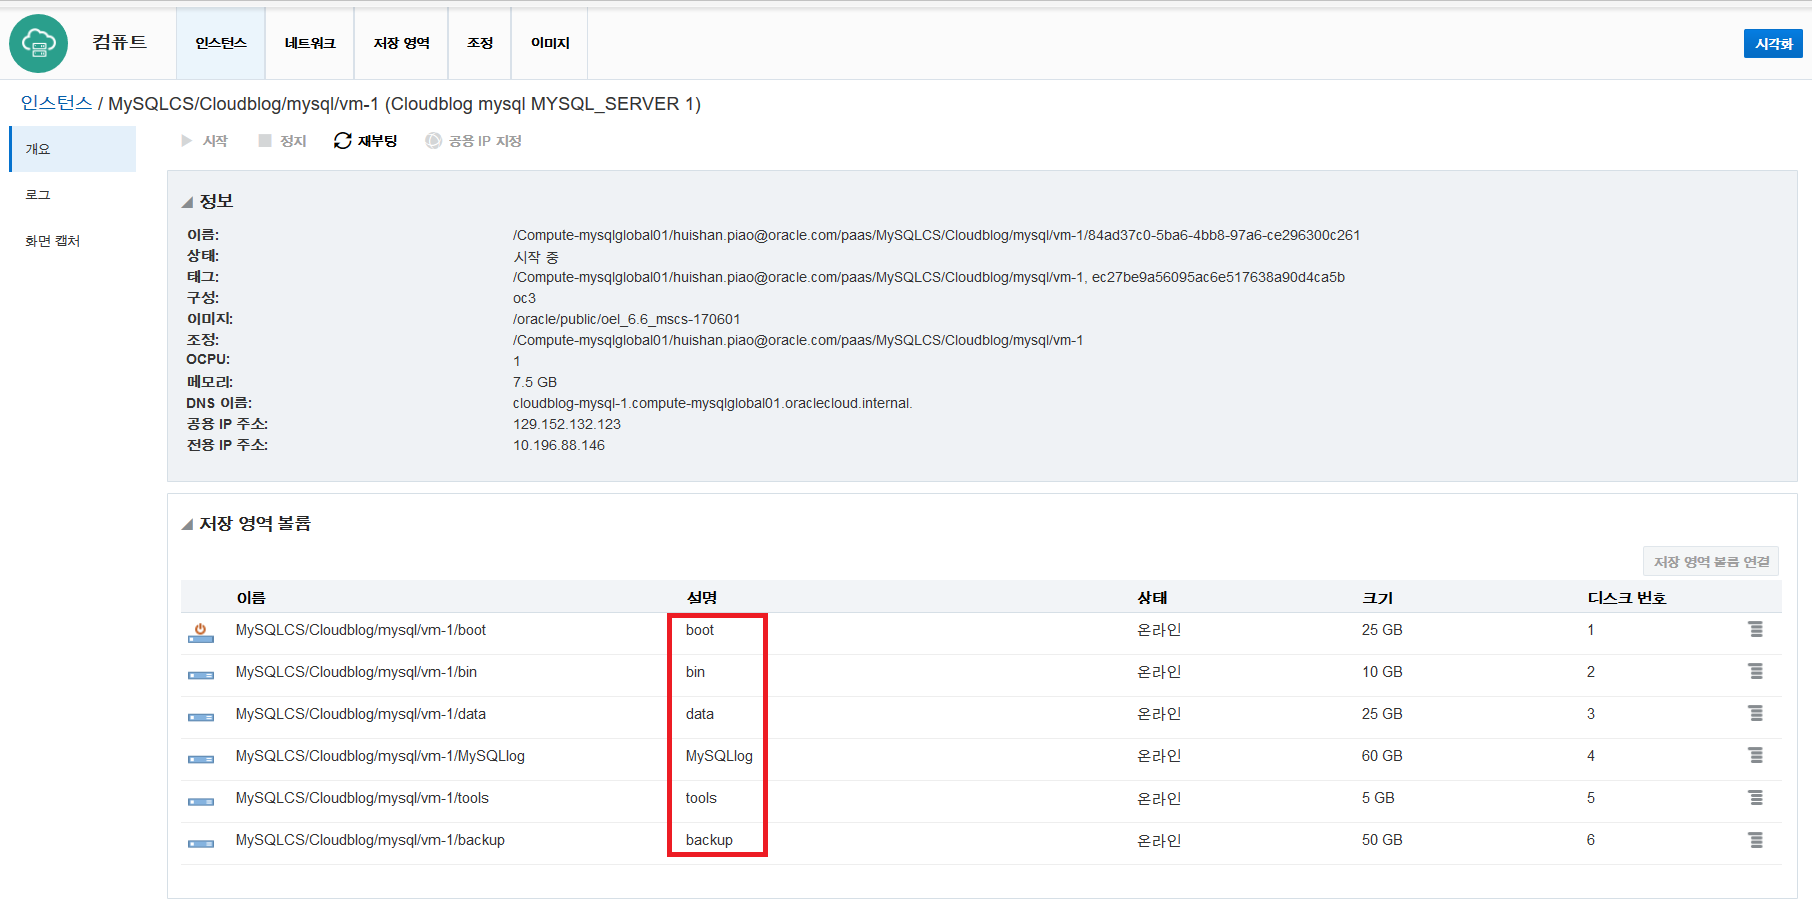 컴퓨트 인스턴스 네트워크 저장 영역 조정 이미지 시각화
인스턴스 / MySQLCS/Cloudblog/mysql/vm-1 (Cloudblog mysql MYSQL_SERVER 1)
시작 정지 재부팅 공용 IP 지정
개요
로그
화면 캡처
정보
이름: /Compute-mysqlglobal01/huishan.piao@oracle.com/paas/MySQLCS/Cloudblog/mysql/vm-1/84ad37c0-5ba6-4bb8-97a6-ce296300c261
상태: 시작 중
태그: /Compute-mysqlglobal01/huishan.piao@oracle.com/paas/MySQLCS/Cloudblog/mysql/vm-1, ec27be9a56095ac6e517638a90d4ca5b
구성: oc3
이미지: /oracle/public/oel_6.6_mscs-170601
조정: /Compute-mysqlglobal01/huishan.piao@oracle.com/paas/MySQLCS/Cloudblog/mysql/vm-1
OCPU: 1
메모리: 7.5 GB
DNS 이름: cloudblog-mysql-1.compute-mysqlglobal01.oraclecloud.internal.
공용 IP 주소: 129.152.132.123
전용 IP 주소: 10.196.88.146
저장 영역 볼륨
저장 영역 볼륨 연결
이름 설명 상태 크기 디스크 번호
MySQLCS/Cloudblog/mysql/vm-1/boot boot 온라인 25 GB 1
MySQLCS/Cloudblog/mysql/vm-1/bin bin 온라인 10 GB 2
MySQLCS/Cloudblog/mysql/vm-1/data data 온라인 25 GB 3
MySQLCS/Cloudblog/mysql/vm-1/MySQLlog MySQLlog 온라인 60 GB 4
MySQLCS/Cloudblog/mysql/vm-1/tools tools 온라인 5 GB 5
MySQLCS/Cloudblog/mysql/vm-1/backup backup 온라인 50 GB 6